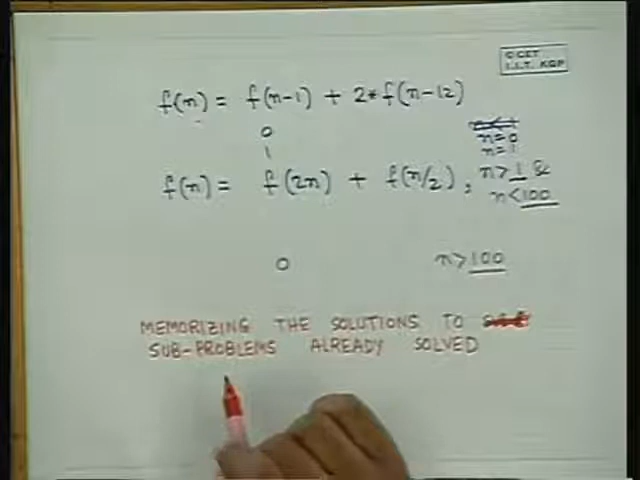 © CET
I.I.T. KGP
f(n) = f(n-1) + 2*f(n-12)
0 n=0
1 n=1
f(n) = f(2n) + f(n/2), n>1 &
n<100
0 n>100
MEMORIZING THE SOLUTIONS TO
SUB-PROBLEMS ALREADY SOLVED